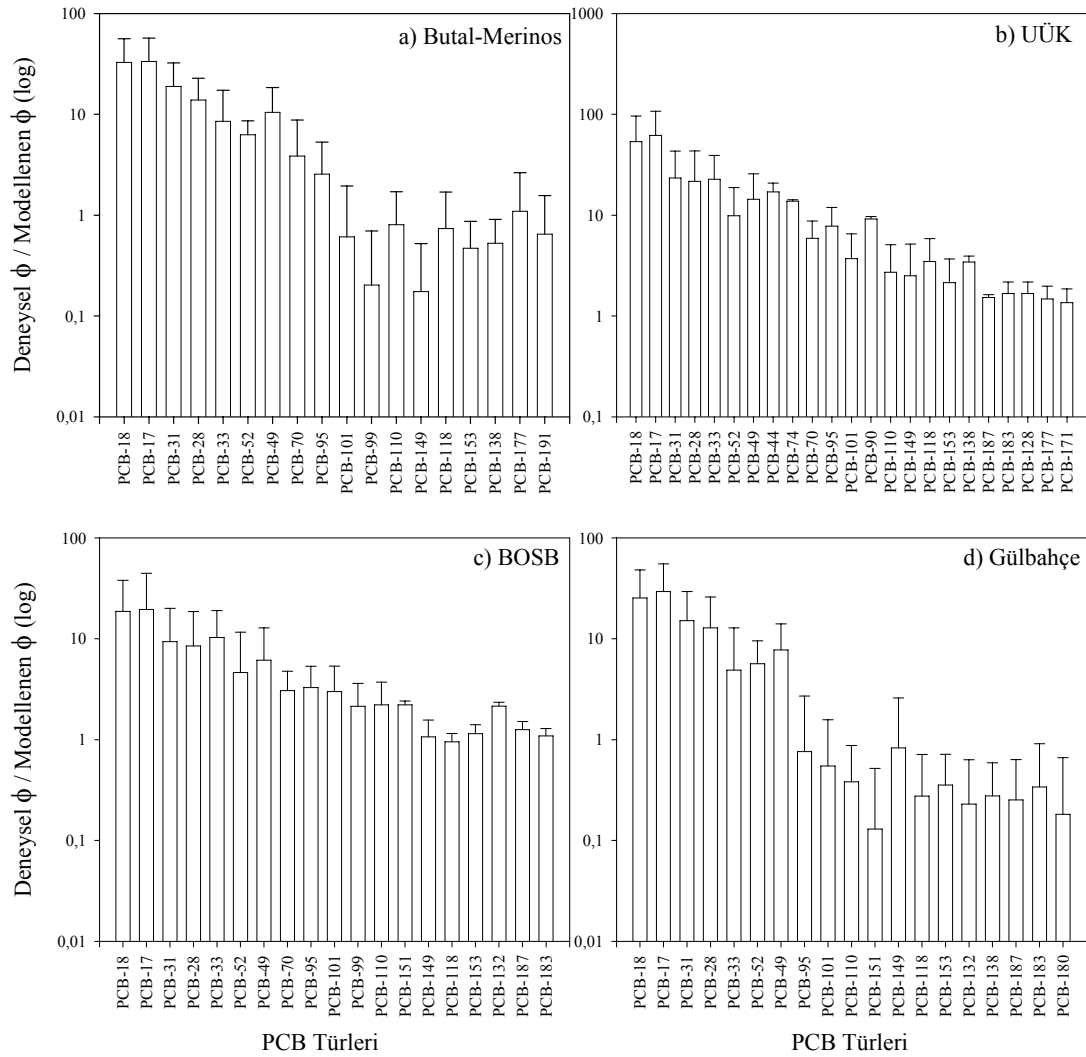 Deneysel ϕ / Modellenen ϕ (log)
a) Butal-Merinos
100
10
1
0,1
0,01
PCB-18
PCB-17
PCB-31
PCB-28
PCB-33
PCB-52
PCB-49
PCB-70
PCB-95
PCB-101
PCB-99
PCB-110
PCB-149
PCB-118
PCB-153
PCB-138
PCB-177
PCB-191
b) UÜK
1000
100
10
1
0.1
PCB-18
PCB-17
PCB-31
PCB-28
PCB-33
PCB-52
PCB-49
PCB-44
PCB-74
PCB-70
PCB-95
PCB-101
PCB-90
PCB-110
PCB-149
PCB-118
PCB-153
PCB-138
PCB-187
PCB-183
PCB-128
PCB-177
PCB-171
Deneysel ϕ / Modellenen ϕ (log)
c) BOSB
100
10
1
0,1
0,01
PCB-18
PCB-17
PCB-31
PCB-28
PCB-33
PCB-52
PCB-49
PCB-70
PCB-95
PCB-101
PCB-99
PCB-110
PCB-151
PCB-149
PCB-118
PCB-153
PCB-132
PCB-187
PCB-183
PCB Türleri
d) Gülbahçe
100
10
1
0,1
0,01
PCB-18
PCB-17
PCB-31
PCB-28
PCB-33
PCB-52
PCB-49
PCB-95
PCB-101
PCB-110
PCB-151
PCB-149
PCB-118
PCB-153
PCB-132
PCB-138
PCB-187
PCB-183
PCB-180
PCB Türleri